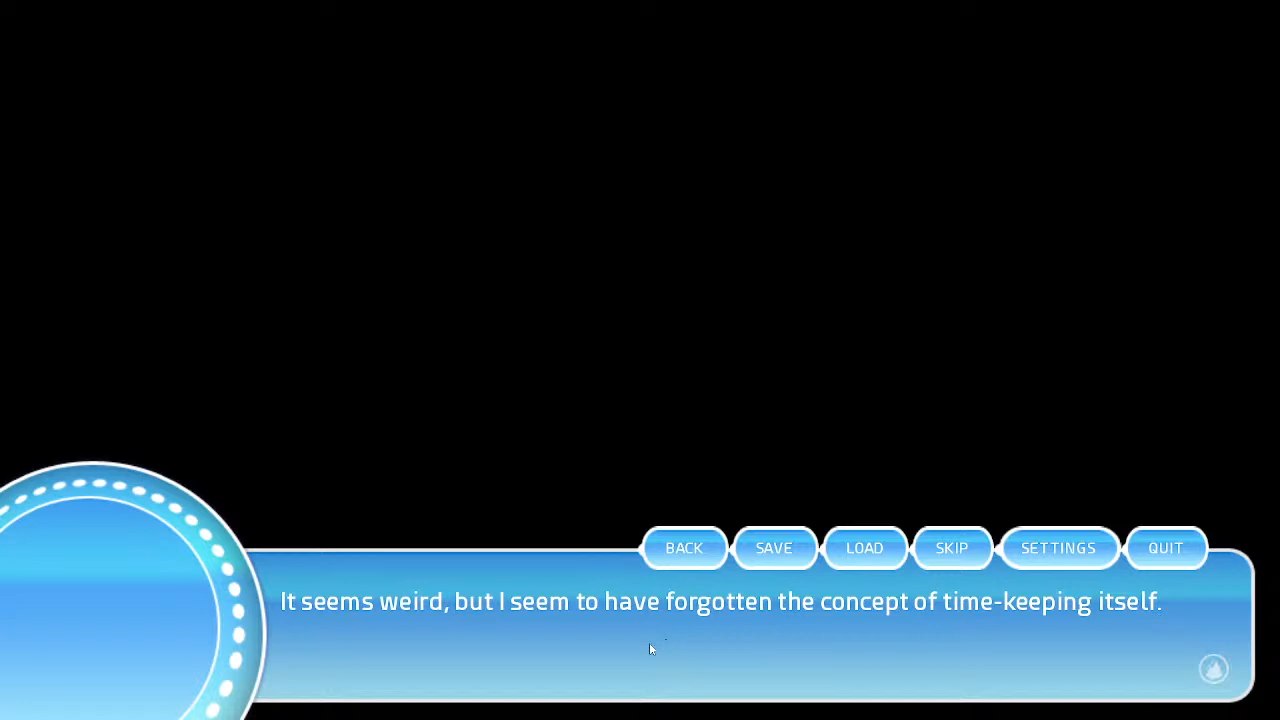 BACK SAVE LOAD SKIP SETTINGS QUIT
It seems weird, but I seem to have forgotten the concept of time-keeping itself.